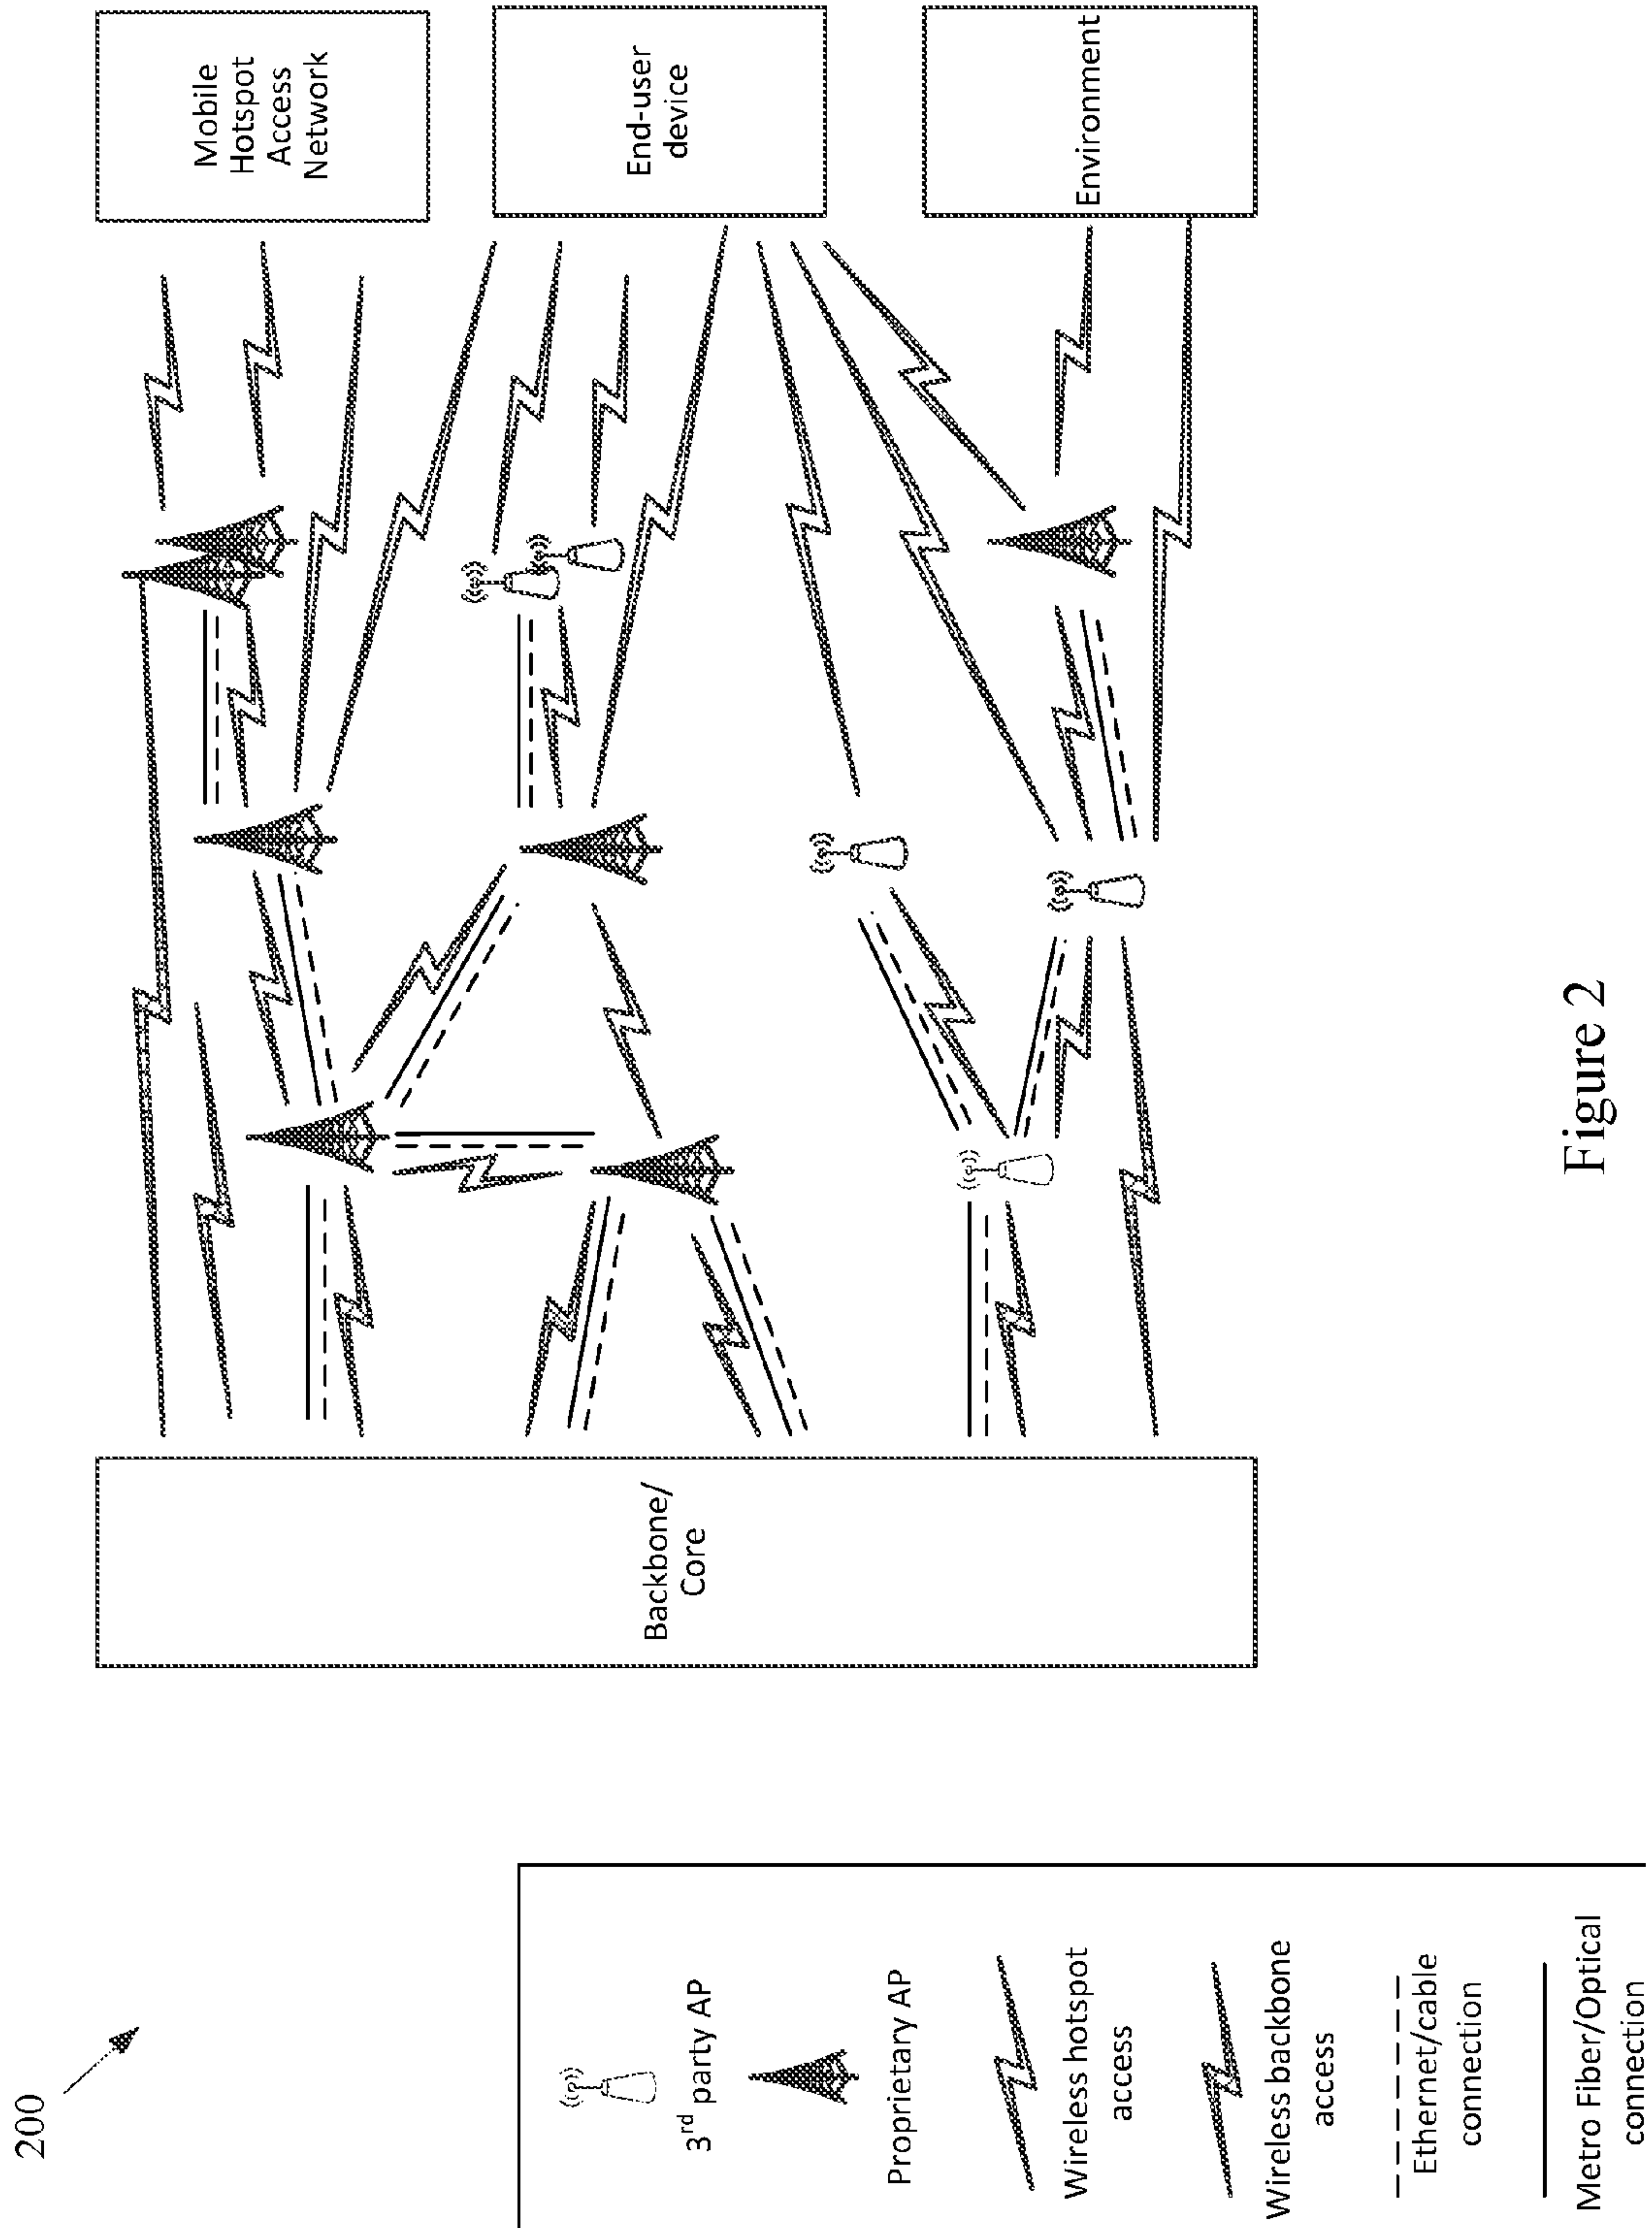 200
Mobile
Hotspot
Access
Network
End-user
device
Environment
Backbone/
Core
3rd party AP
Proprietary AP
Wireless hotspot
access
Wireless backbone
access
Ethernet/cable
connection
Metro Fiber/Optical
connection
Figure 2